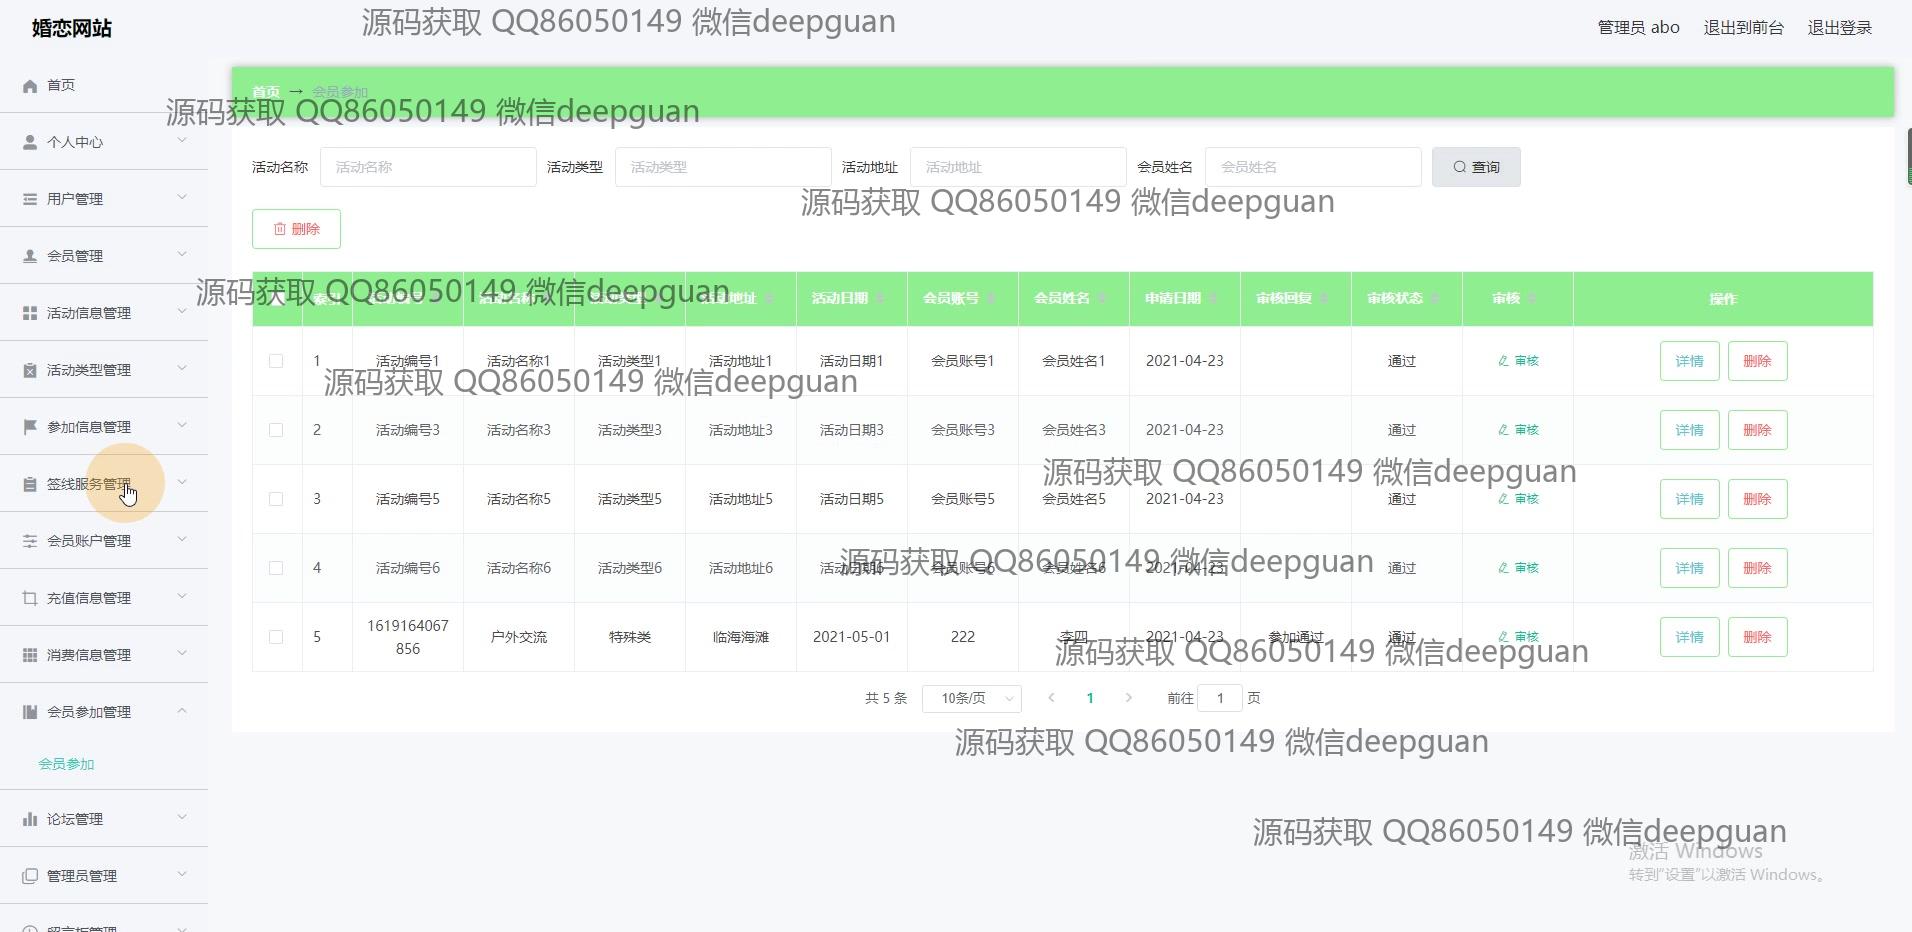 源码获取 QQ86050149 微信deepguan
婚恋网站
管理员 abo 退出到前台 退出登录
首页
个人中心
用户管理
会员管理
活动信息管理
活动类型管理
参加信息管理
签线服务管理
会员账户管理
充值信息管理
消费信息管理
会员参加管理
会员参加
论坛管理
管理员管理
首页 → 会员参加
源码获取 QQ86050149 微信deepguan
活动名称 活动名称 活动类型 活动类型 活动地址 活动地址 会员姓名 会员姓名 查询
源码获取 QQ86050149 微信deepguan
删除
源码获取 QQ86050149 微信deepguan
活动日期 会员账号 会员姓名 申请日期 审核回复 审核状态 审核 操作
1 活动编号1 活动名称1 活动类型1 活动地址1 活动日期1 会员账号1 会员姓名1 2021-04-23 通过 审核 详情 删除
源码获取 QQ86050149 微信deepguan
2 活动编号3 活动名称3 活动类型3 活动地址3 活动日期3 会员账号3 会员姓名3 2021-04-23 通过 审核 详情 删除
源码获取 QQ86050149 微信deepguan
3 活动编号5 活动名称5 活动类型5 活动地址5 活动日期5 会员账号5 会员姓名5 2021-04-23 通过 审核 详情 删除
源码获取 QQ86050149 微信deepguan
4 活动编号6 活动名称6 活动类型6 活动地址6 活动日期6 会员账号6 会员姓名6 2021-04-23 通过 审核 详情 删除
5 1619164067856 户外交流 特殊类 临海海滩 2021-05-01 222 李四 2021-04-23 参加通过 通过 审核 详情 删除
源码获取 QQ86050149 微信deepguan
共 5 条 10条/页 1 前往 1 页
源码获取 QQ86050149 微信deepguan
源码获取 QQ86050149 微信deepguan
激活 Windows
转到“设置”以激活 Windows。